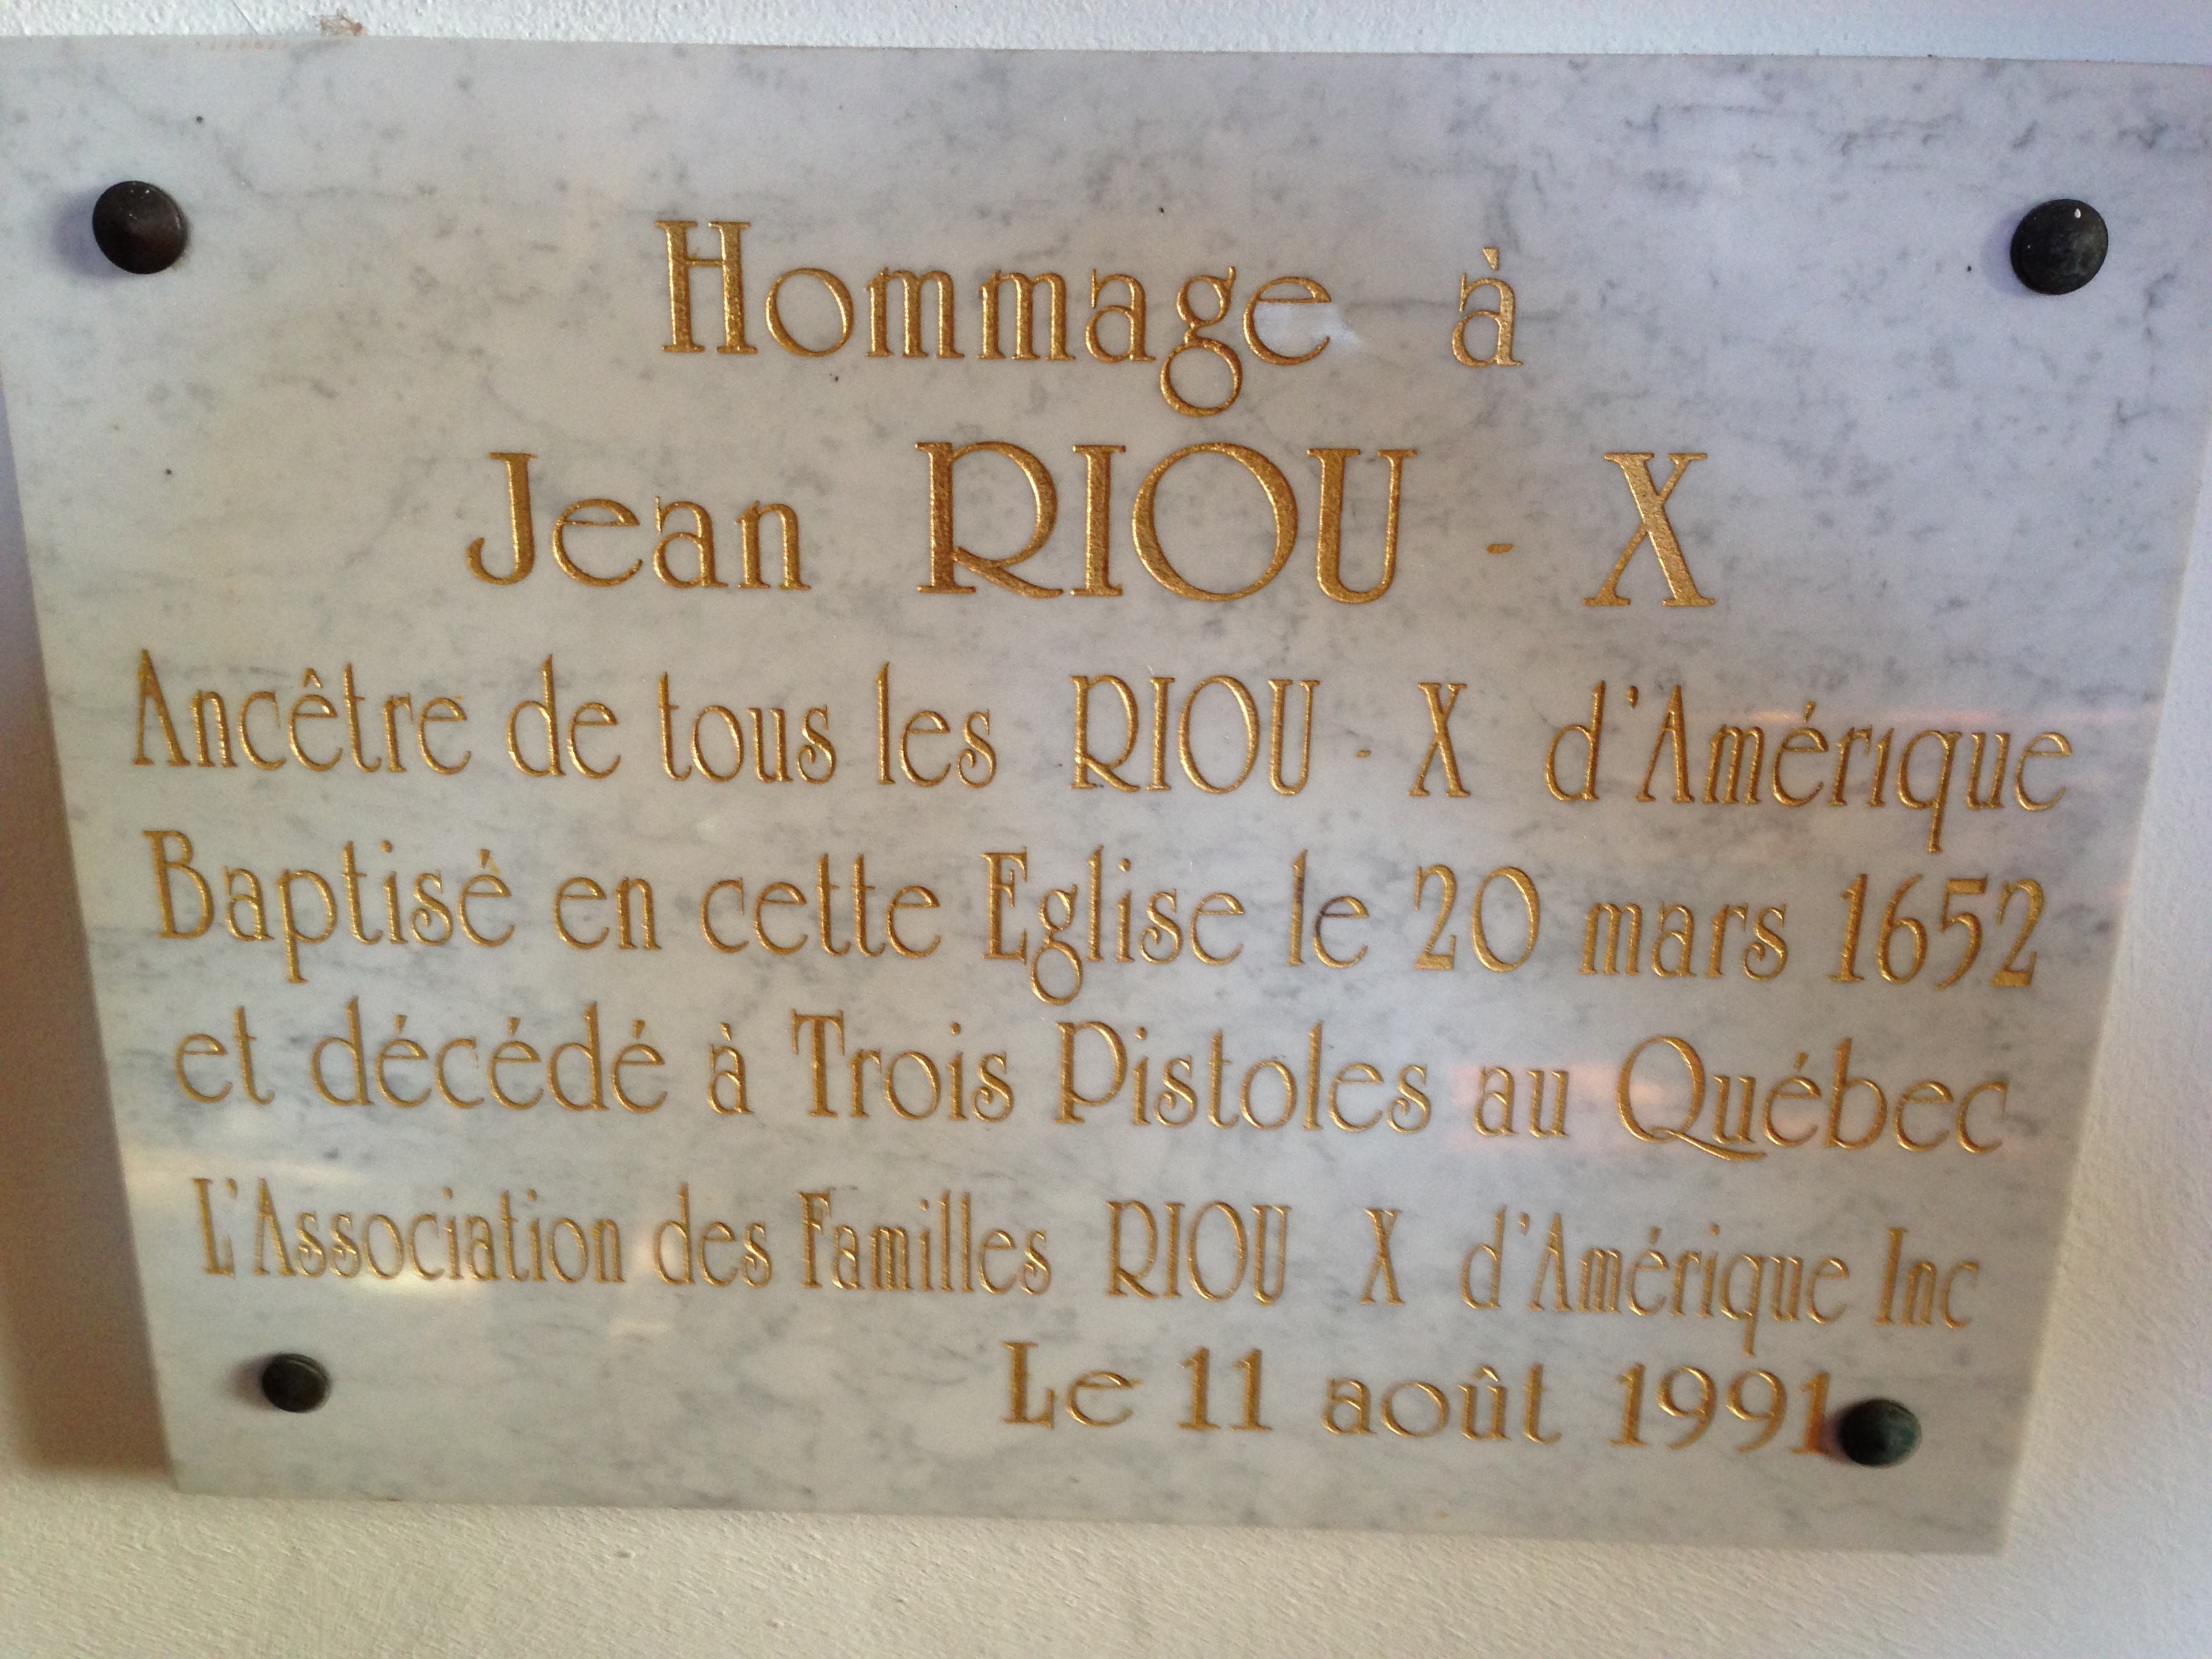 Hommage à
Jean RIOU - X
Ancêtre de tous les RIOU - X d'Amérique
Baptisé en cette Eglise le 20 mars 1652
et décédé à Trois Pistoles au Québec
L'Association des Familles RIOU X d'Amérique Inc
Le 11 août 1991